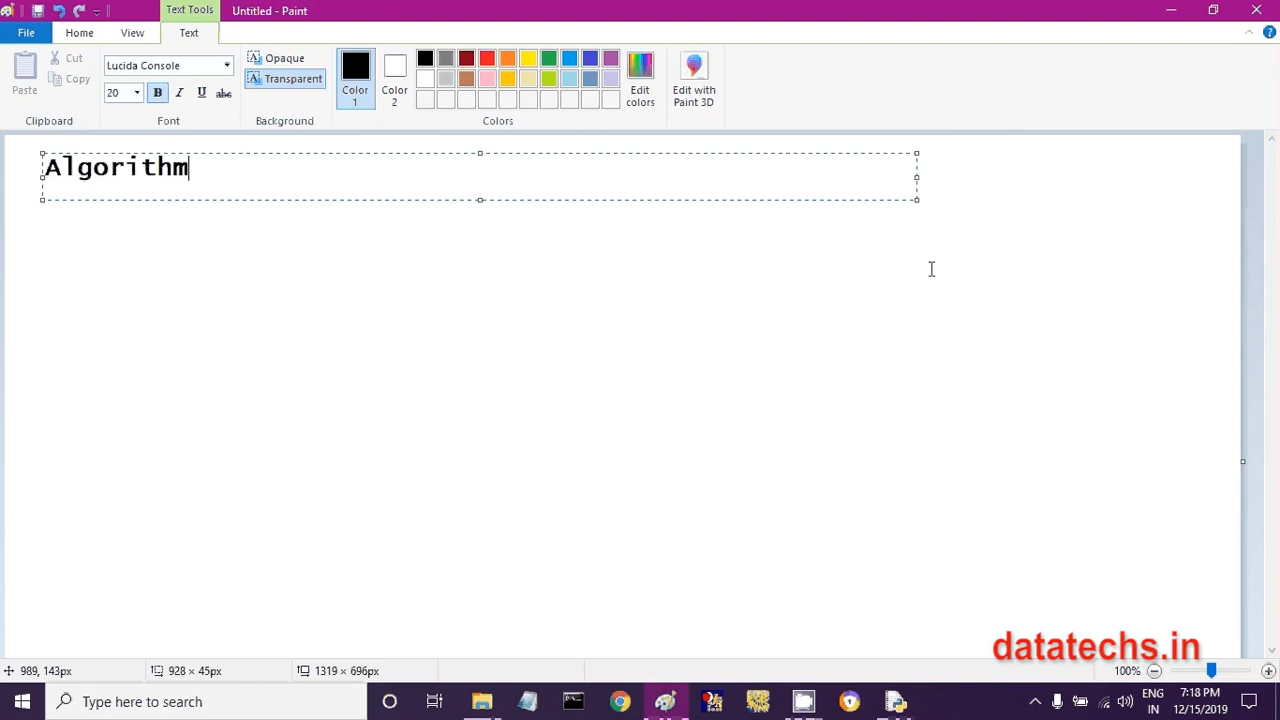 Text Tools
Untitled - Paint
File
Home
View
Text
Paste
Cut
Copy
Clipboard
Lucida Console
20
B
I
U
abc
Font
Opaque
Transparent
Background
Color 1
Color 2
Edit colors
Colors
Edit with Paint 3D
Algorithm
datatechs.in
989, 143px
928 × 45px
1319 × 696px
100%
Type here to search
ENG
IN
7:18 PM
12/15/2019